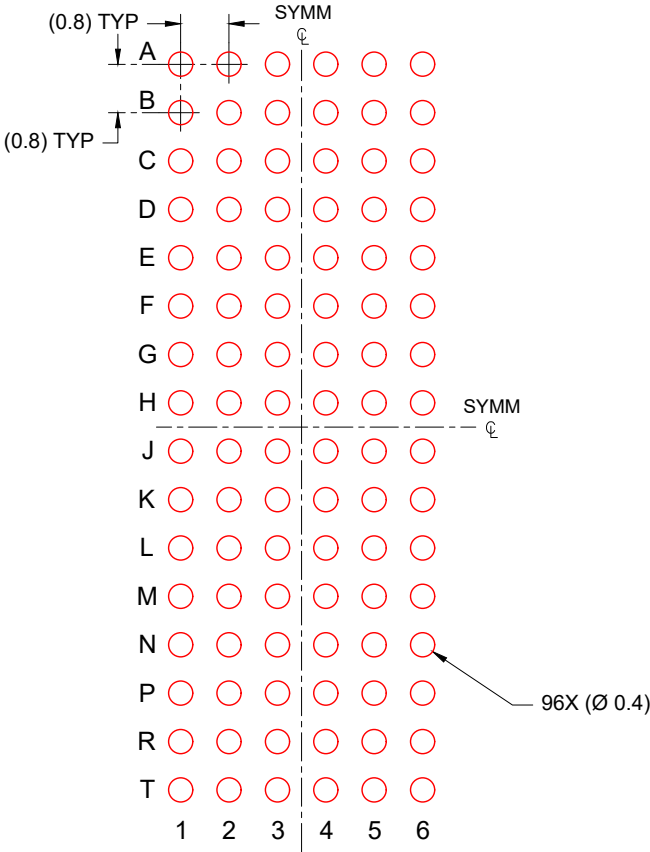 (0.8) TYP
SYMM
℄
A
B
(0.8) TYP
C
D
E
F
G
H
SYMM
℄
J
K
L
M
N
P
96X (Ø 0.4)
R
T
1 2 3 4 5 6